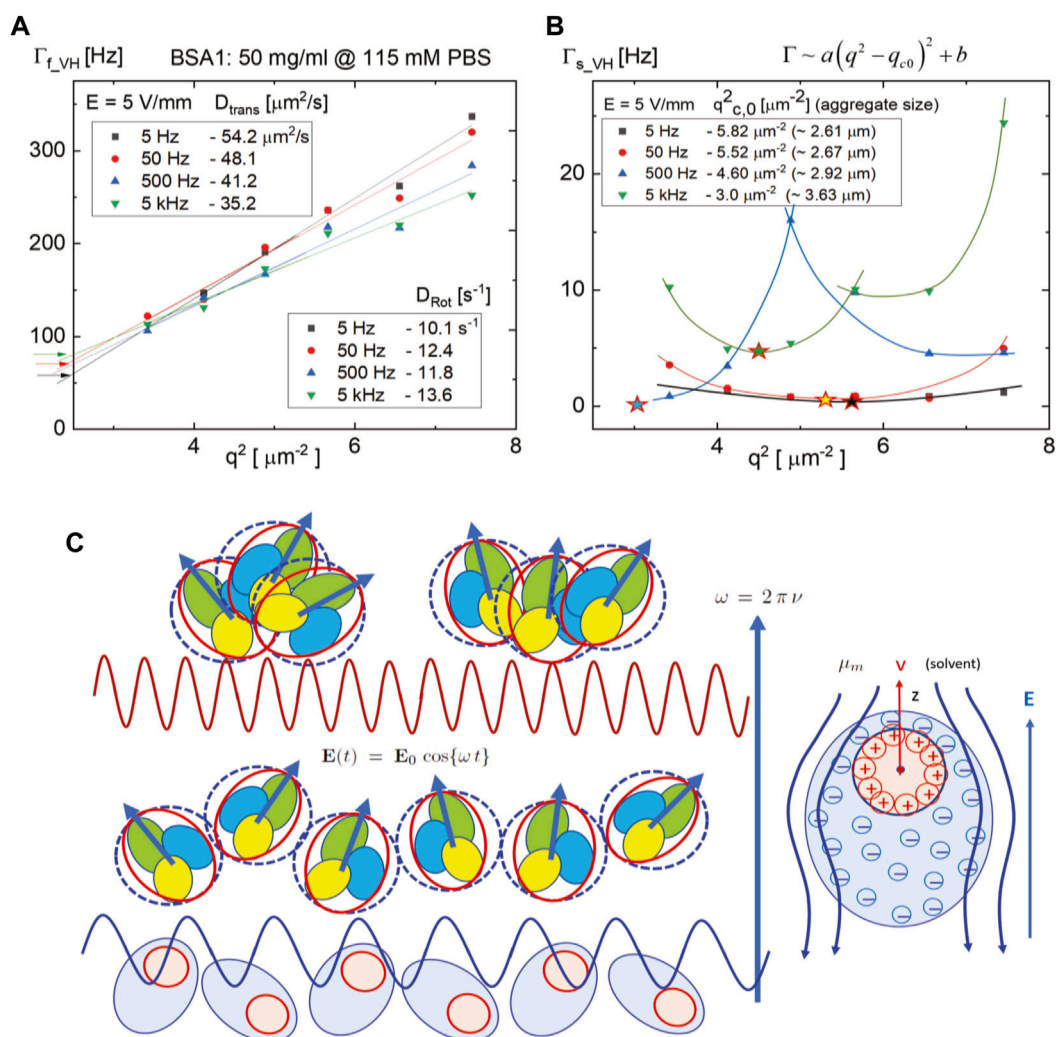 A
Γf_VH [Hz]
BSA1: 50 mg/ml @ 115 mM PBS
E = 5 V/mm Dtrans [μm²/s]
5 Hz - 54.2 μm²/s
50 Hz - 48.1
500 Hz - 41.2
5 kHz - 35.2
300
200
100
0
DRot [s⁻¹]
5 Hz - 10.1 s⁻¹
50 Hz - 12.4
500 Hz - 11.8
5 kHz - 13.6
4 6 8
q² [ μm⁻² ]
B
Γs_VH [Hz]
Γ ~ a(q² − qc0)² + b
E = 5 V/mm q²c,0 [μm⁻²] (aggregate size)
5 Hz - 5.82 μm⁻² (~ 2.61 μm)
50 Hz - 5.52 μm⁻² (~ 2.67 μm)
500 Hz - 4.60 μm⁻² (~ 2.92 μm)
5 kHz - 3.0 μm⁻² (~ 3.63 μm)
20
10
0
4 6 8
q² [ μm⁻² ]
C
ω = 2 π ν
E(t) = E₀ cos{ω t}
μm V (solvent)
Z
E
+ + + + + + + + + +
− − − − − − − − − − − − − − − − − − − −